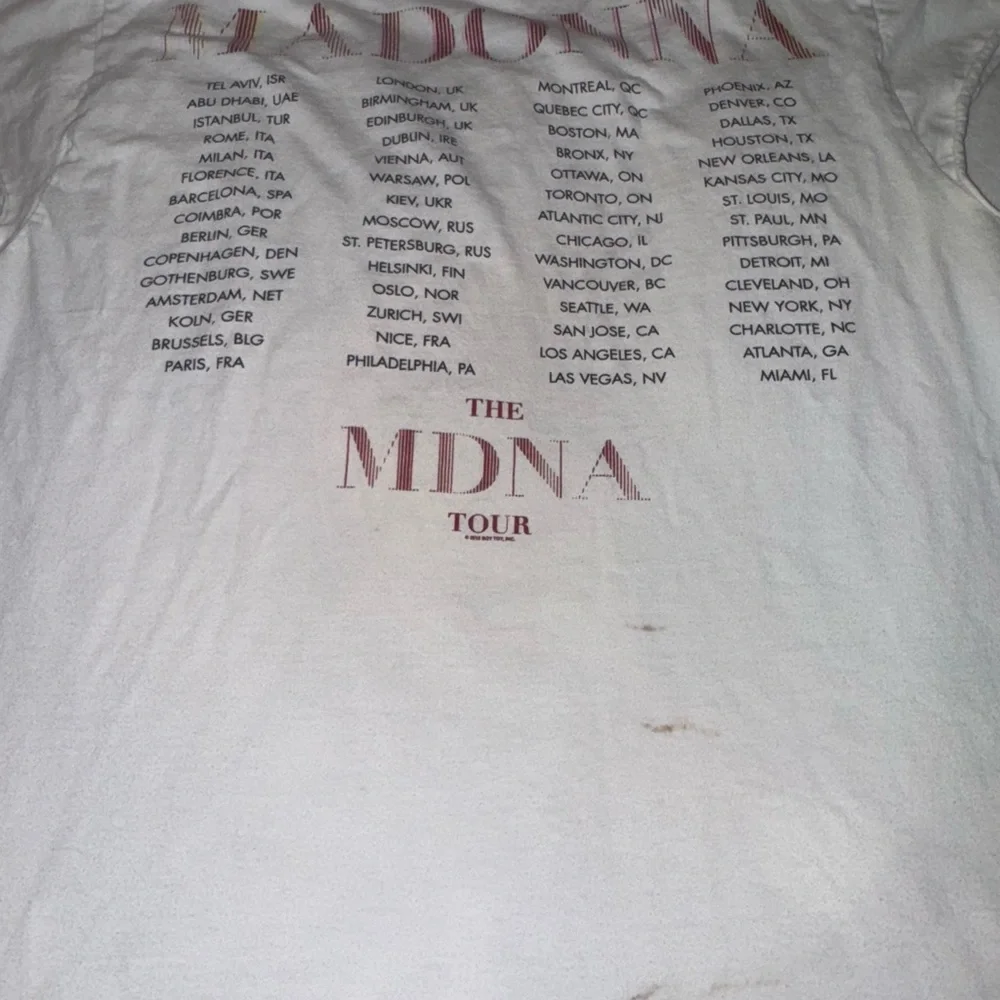 MADONNA
TEL AVIV, ISR
ABU DHABI, UAE
ISTANBUL, TUR
ROME, ITA
MILAN, ITA
FLORENCE, ITA
BARCELONA, SPA
COIMBRA, POR
BERLIN, GER
COPENHAGEN, DEN
GOTHENBURG, SWE
AMSTERDAM, NET
KOLN, GER
BRUSSELS, BLG
PARIS, FRA
LONDON, UK
BIRMINGHAM, UK
EDINBURGH, UK
DUBLIN, IRE
VIENNA, AUT
WARSAW, POL
KIEV, UKR
MOSCOW, RUS
ST. PETERSBURG, RUS
HELSINKI, FIN
OSLO, NOR
ZURICH, SWI
NICE, FRA
PHILADELPHIA, PA
MONTREAL, QC
QUEBEC CITY, QC
BOSTON, MA
BRONX, NY
OTTAWA, ON
TORONTO, ON
ATLANTIC CITY, NJ
CHICAGO, IL
WASHINGTON, DC
VANCOUVER, BC
SEATTLE, WA
SAN JOSE, CA
LOS ANGELES, CA
LAS VEGAS, NV
PHOENIX, AZ
DENVER, CO
DALLAS, TX
HOUSTON, TX
NEW ORLEANS, LA
KANSAS CITY, MO
ST. LOUIS, MO
ST. PAUL, MN
PITTSBURGH, PA
DETROIT, MI
CLEVELAND, OH
NEW YORK, NY
CHARLOTTE, NC
ATLANTA, GA
MIAMI, FL
THE
MDNA
TOUR
© 2012 BOY TOY, INC.